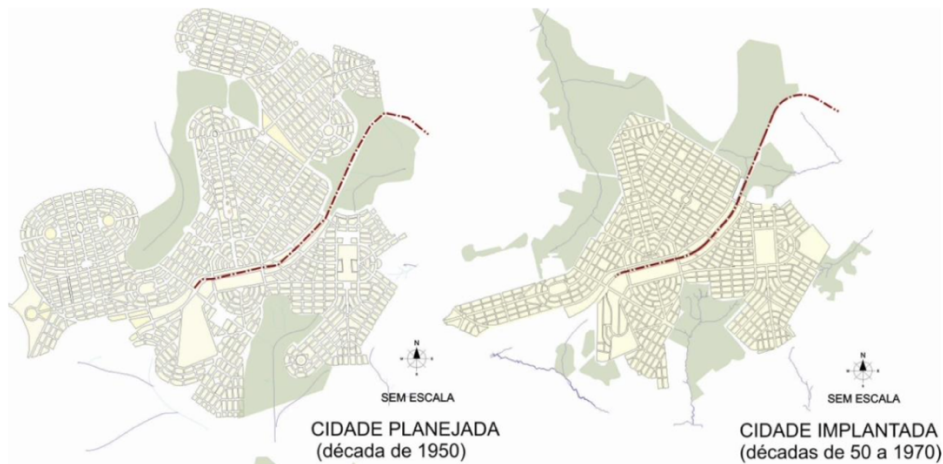 N
SEM ESCALA
CIDADE PLANEJADA
(década de 1950)
N
SEM ESCALA
CIDADE IMPLANTADA
(décadas de 50 a 1970)